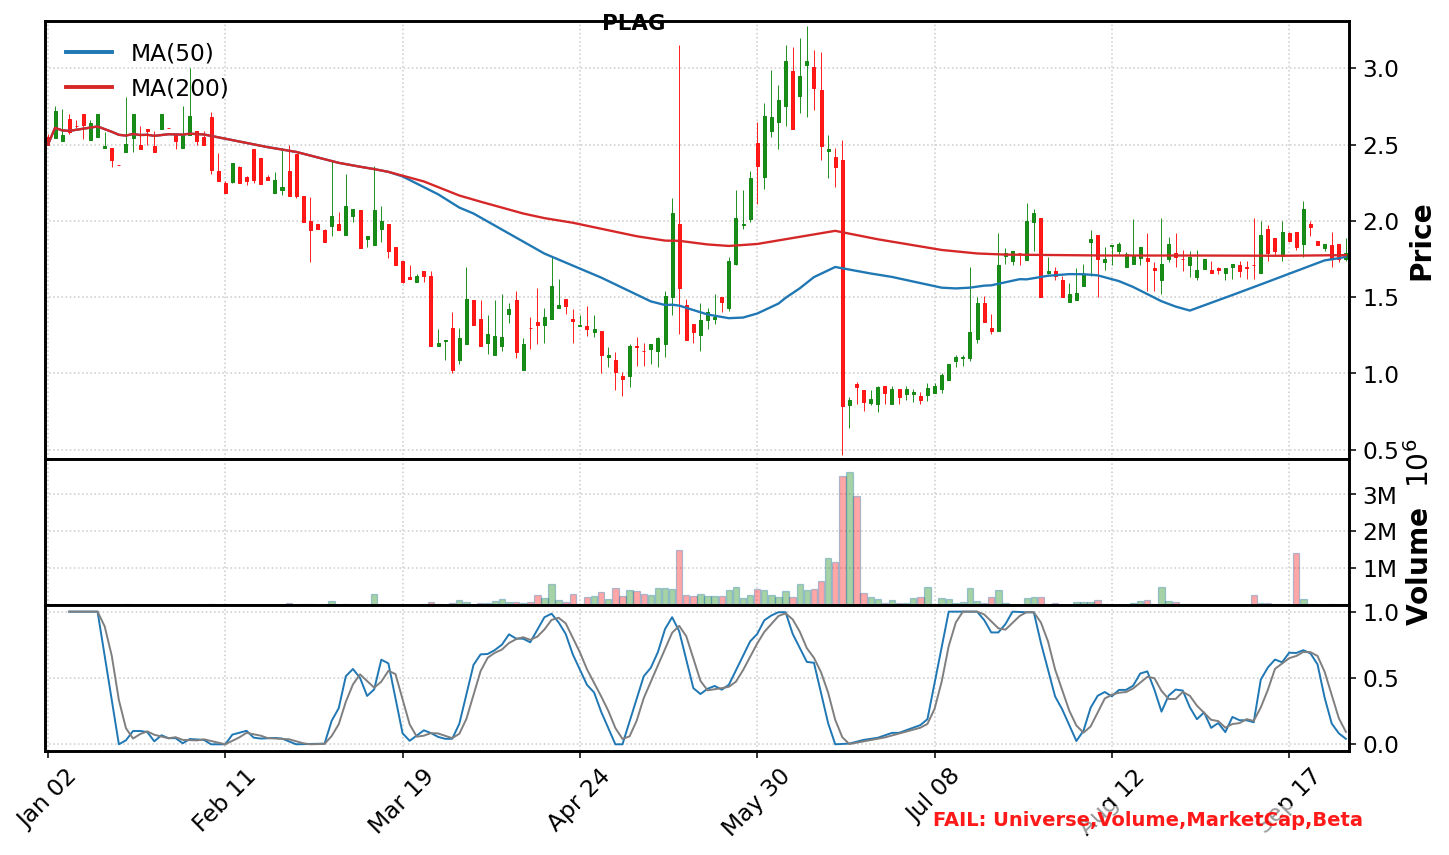 PLAG
MA(50)
MA(200)
3.0
2.5
2.0
1.5
1.0
0.5
Price
3M
2M
1M
Volume 10^6
1.0
0.5
0.0
Jan 02
Feb 11
Mar 19
Apr 24
May 30
Jul 08
Aug 12
Sep 17
FAIL: Universe,Volume,MarketCap,Beta